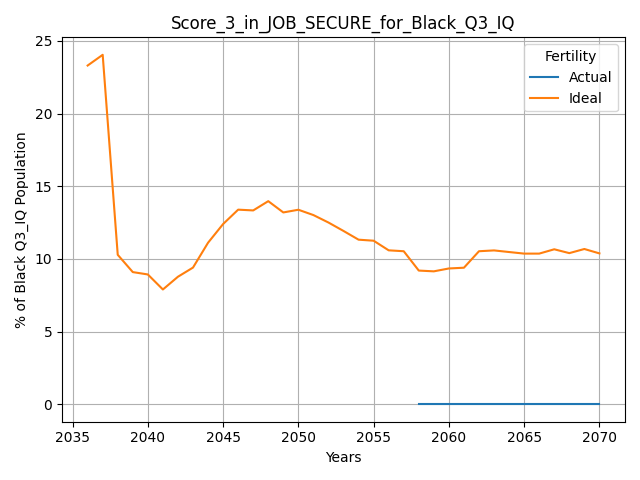 Score_3_in_JOB_SECURE_for_Black_Q3_IQ
% of Black Q3_IQ Population
25
20
15
10
5
0
Fertility
Actual
Ideal
2035 2040 2045 2050 2055 2060 2065 2070
Years